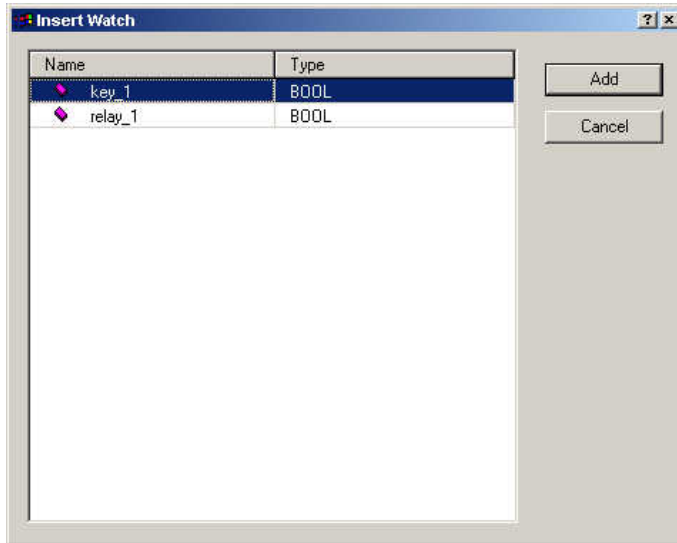 Insert Watch
Name Type
key_1 BOOL
relay_1 BOOL
Add
Cancel